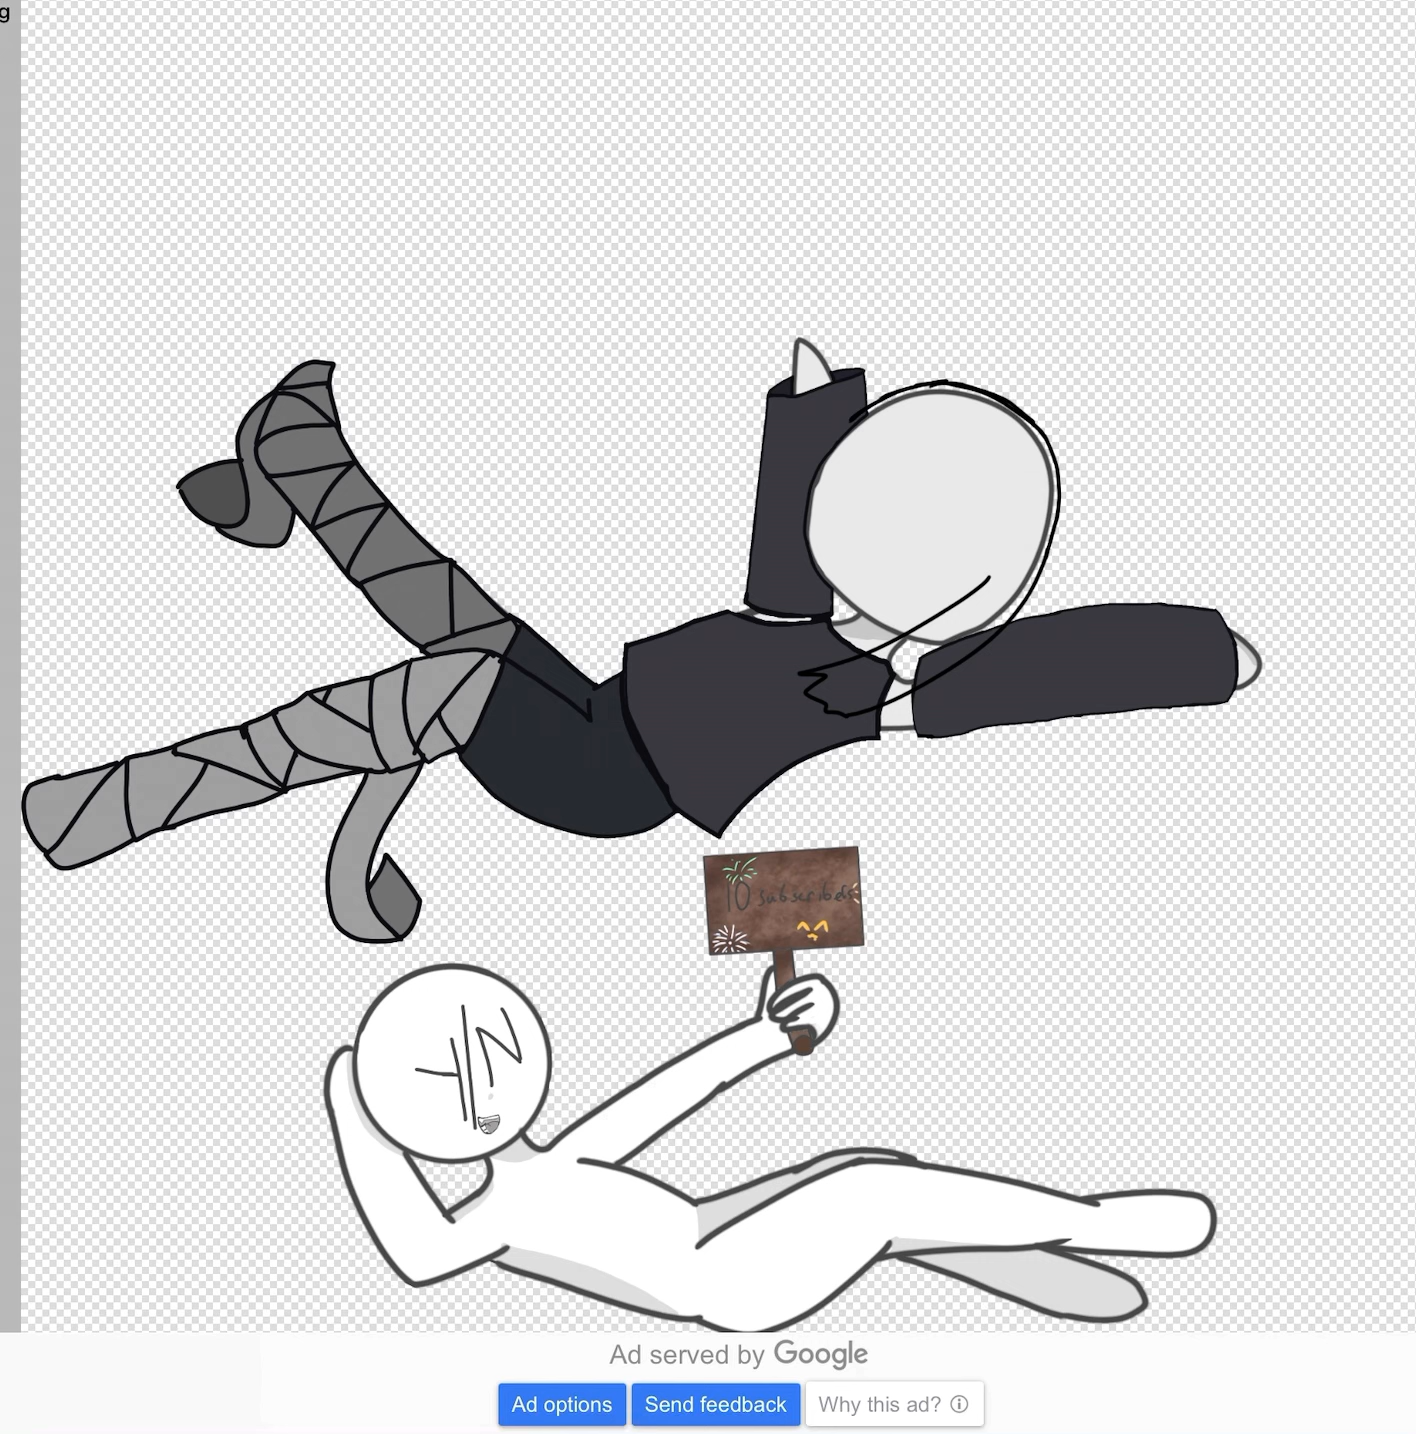 g
10 subscribers
Y/N
Ad served by Google
Ad options
Send feedback
Why this ad?